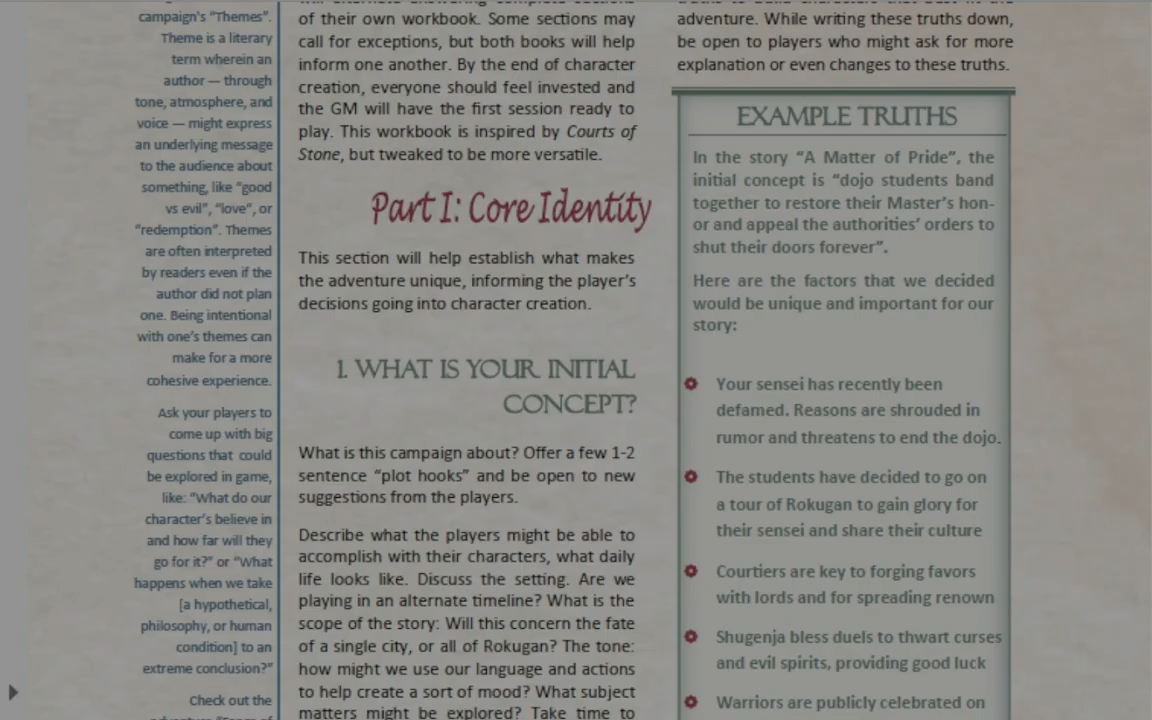 campaign's "Themes".
Theme is a literary
term wherein an
author — through
tone, atmosphere, and
voice — might express
an underlying message
to the audience about
something, like "good
vs evil", "love", or
"redemption". Themes
are often interpreted
by readers even if the
author did not plan
one. Being intentional
with one's themes can
make for a more
cohesive experience.
Ask your players to
come up with big
questions that could
be explored in game,
like: "What do our
character's believe in
and how far will they
go for it?" or "What
happens when we take
[a hypothetical,
philosophy, or human
condition] to an
extreme conclusion?"
Check out the
of their own workbook. Some sections may
call for exceptions, but both books will help
inform one another. By the end of character
creation, everyone should feel invested and
the GM will have the first session ready to
play. This workbook is inspired by Courts of
Stone, but tweaked to be more versatile.
Part I: Core Identity
This section will help establish what makes
the adventure unique, informing the player's
decisions going into character creation.
1. WHAT IS YOUR INITIAL
CONCEPT?
What is this campaign about? Offer a few 1-2
sentence "plot hooks" and be open to new
suggestions from the players.
Describe what the players might be able to
accomplish with their characters, what daily
life looks like. Discuss the setting. Are we
playing in an alternate timeline? What is the
scope of the story: Will this concern the fate
of a single city, or all of Rokugan? The tone:
how might we use our language and actions
to help create a sort of mood? What subject
matters might be explored? Take time to
adventure. While writing these truths down,
be open to players who might ask for more
explanation or even changes to these truths.
EXAMPLE TRUTHS
In the story "A Matter of Pride", the
initial concept is "dojo students band
together to restore their Master's hon-
or and appeal the authorities' orders to
shut their doors forever".
Here are the factors that we decided
would be unique and important for our
story:
Your sensei has recently been
defamed. Reasons are shrouded in
rumor and threatens to end the dojo.
The students have decided to go on
a tour of Rokugan to gain glory for
their sensei and share their culture
Courtiers are key to forging favors
with lords and for spreading renown
Shugenja bless duels to thwart curses
and evil spirits, providing good luck
Warriors are publicly celebrated on